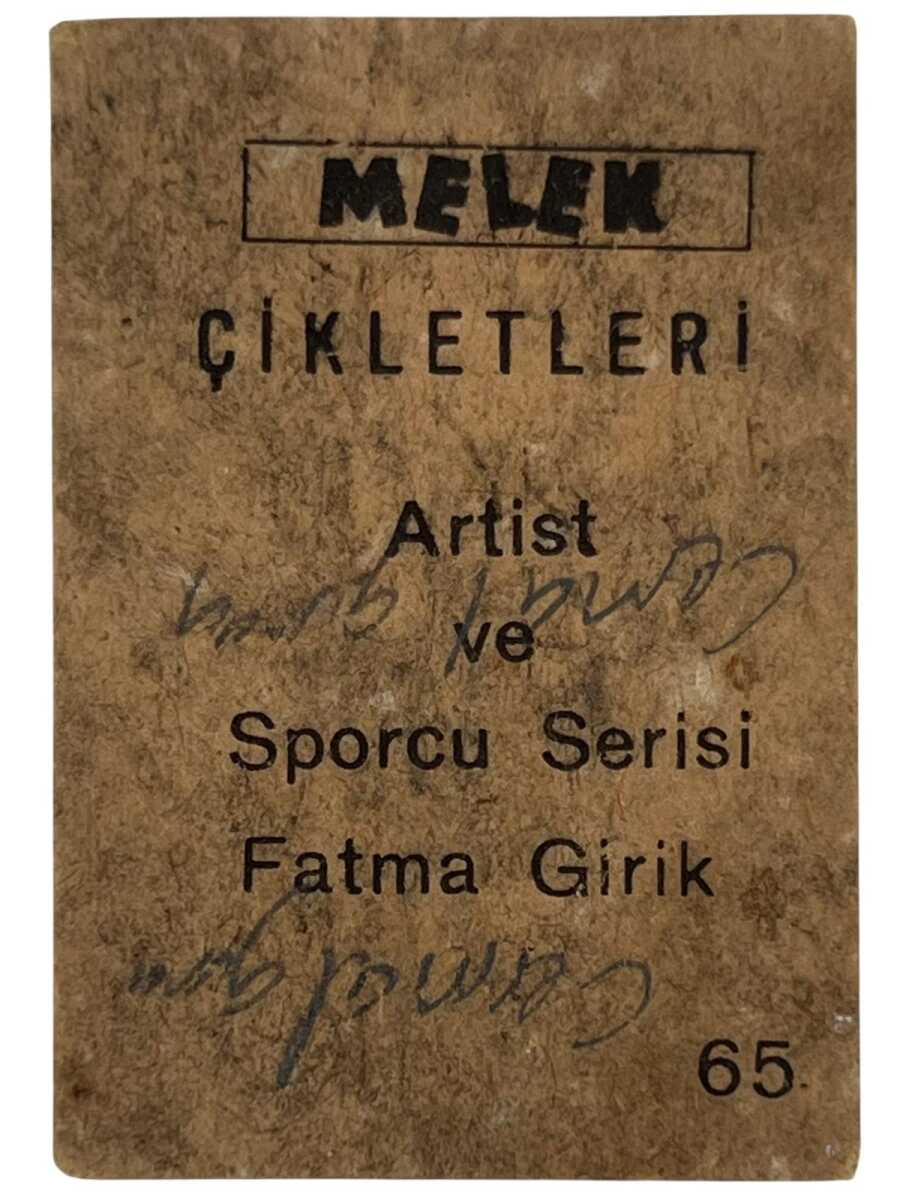 MELEK
ÇİKLETLERİ
Artist
ve
Sporcu Serisi
Fatma Girik
65